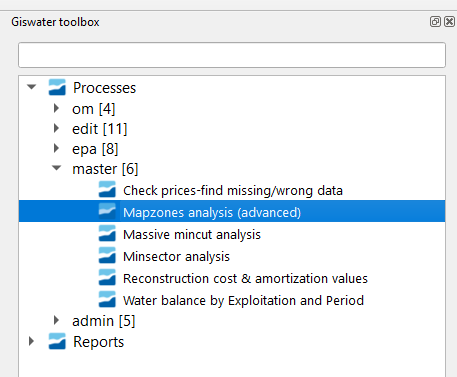 Giswater toolbox
Processes
om [4]
edit [11]
epa [8]
master [6]
Check prices-find missing/wrong data
Mapzones analysis (advanced)
Massive mincut analysis
Minsector analysis
Reconstruction cost & amortization values
Water balance by Exploitation and Period
admin [5]
Reports